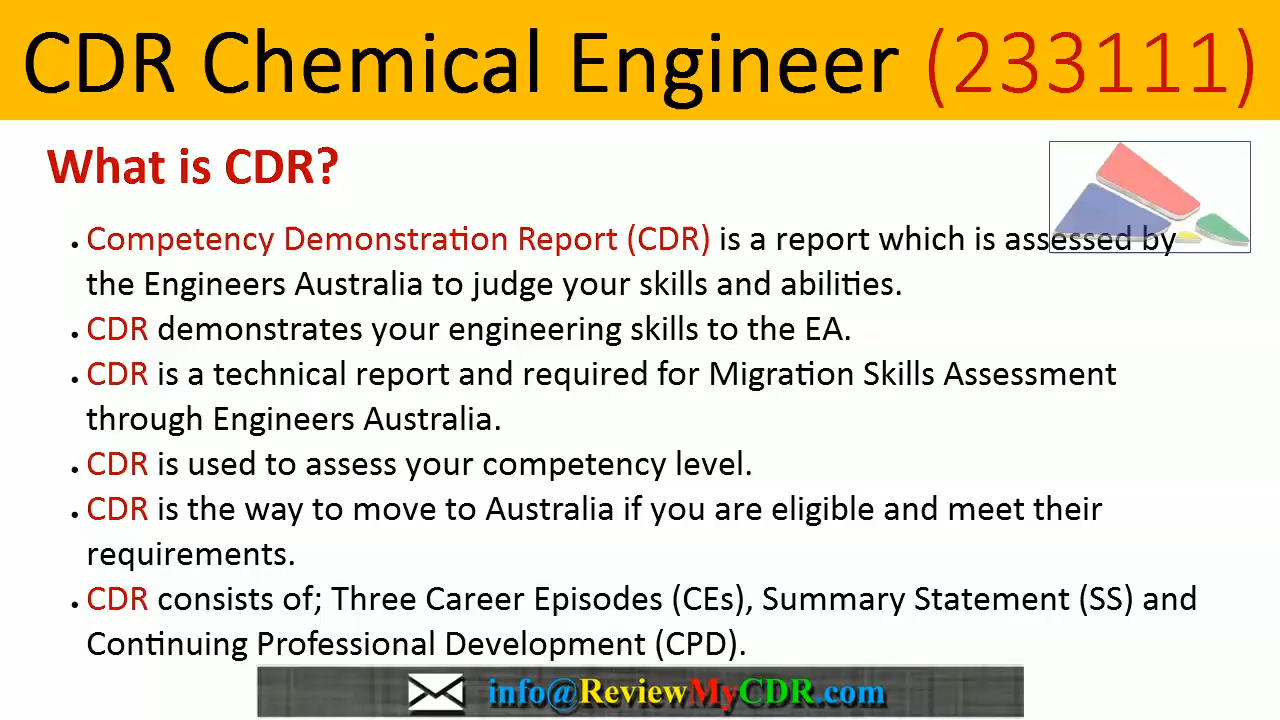 CDR Chemical Engineer (233111)
What is CDR?
• Competency Demonstration Report (CDR) is a report which is assessed by
the Engineers Australia to judge your skills and abilities.
• CDR demonstrates your engineering skills to the EA.
• CDR is a technical report and required for Migration Skills Assessment
through Engineers Australia.
• CDR is used to assess your competency level.
• CDR is the way to move to Australia if you are eligible and meet their
requirements.
• CDR consists of; Three Career Episodes (CEs), Summary Statement (SS) and
Continuing Professional Development (CPD).
info@ReviewMyCDR.com